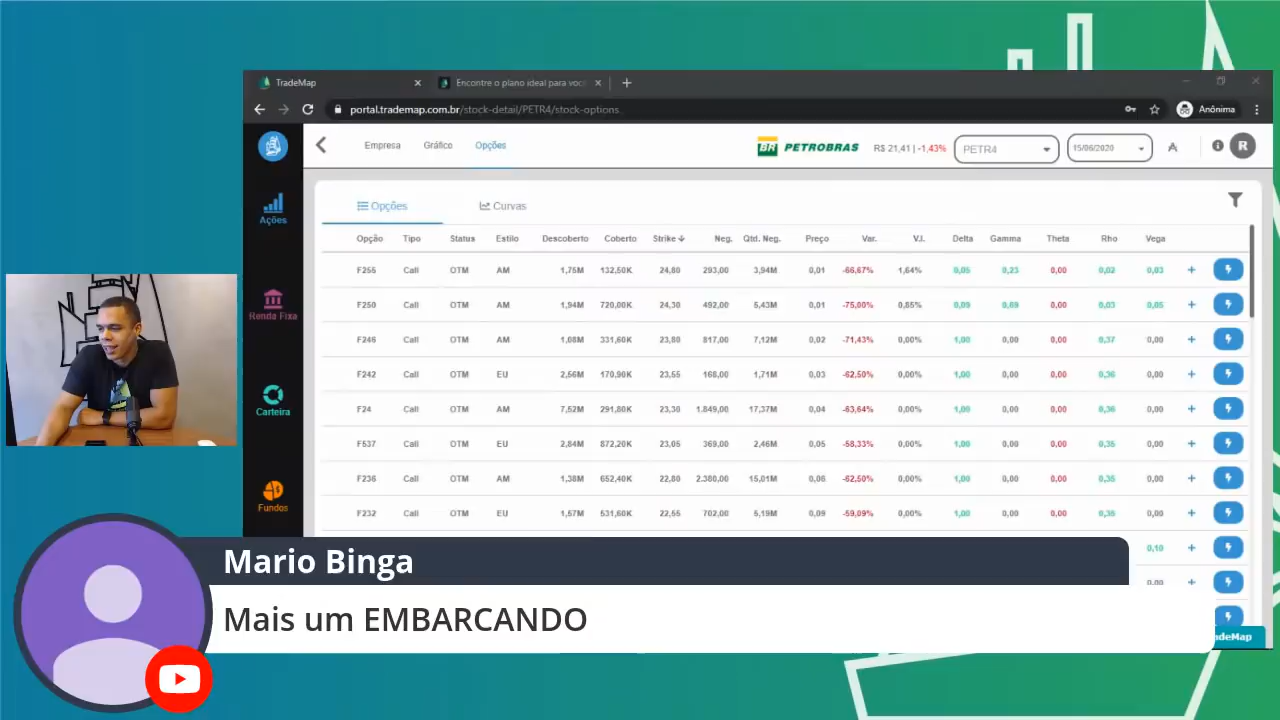 TradeMap
Encontre o plano ideal para voc
portal.trademap.com.br/stock-detail/PETR4/stock-options
Anônima
Empresa Gráfico Opções
BR PETROBRAS R$ 21,41 | -1,43% PETR4 15/06/2020 R
Ações
Renda Fixa
Carteira
Fundos
Opções Curvas
Opção Tipo Status Estilo Descoberto Coberto Strike Neg. Qtd. Neg. Preço Var. V.I. Delta Gamma Theta Rho Vega
F255 Call OTM AM 1,75M 132,50K 24,80 293,00 3,94M 0,01 -66,67% 1,64% 0,05 0,23 0,00 0,02 0,03 +
F250 Call OTM AM 1,94M 720,00K 24,30 492,00 5,43M 0,01 -75,00% 0,85% 0,09 0,69 0,00 0,03 0,05 +
F246 Call OTM AM 1,08M 331,60K 23,80 817,00 7,12M 0,02 -71,43% 0,00% 1,00 0,00 0,00 0,37 0,00 +
F242 Call OTM EU 2,56M 170,90K 23,55 168,00 1,71M 0,03 -62,50% 0,00% 1,00 0,00 0,00 0,36 0,00 +
F24 Call OTM AM 7,52M 291,80K 23,30 1.849,00 17,37M 0,04 -63,64% 0,00% 1,00 0,00 0,00 0,36 0,00 +
F537 Call OTM EU 2,84M 872,20K 23,05 369,00 2,46M 0,05 -58,33% 0,00% 1,00 0,00 0,00 0,35 0,00 +
F236 Call OTM AM 1,38M 652,40K 22,80 2.380,00 15,01M 0,06 -62,50% 0,00% 1,00 0,00 0,00 0,35 0,00 +
F232 Call OTM EU 1,57M 531,60K 22,55 702,00 5,19M 0,09 -59,09% 0,00% 1,00 0,00 0,00 0,35 0,00 +
0,10 +
0,00 +
Mario Binga
Mais um EMBARCANDO
adeMap